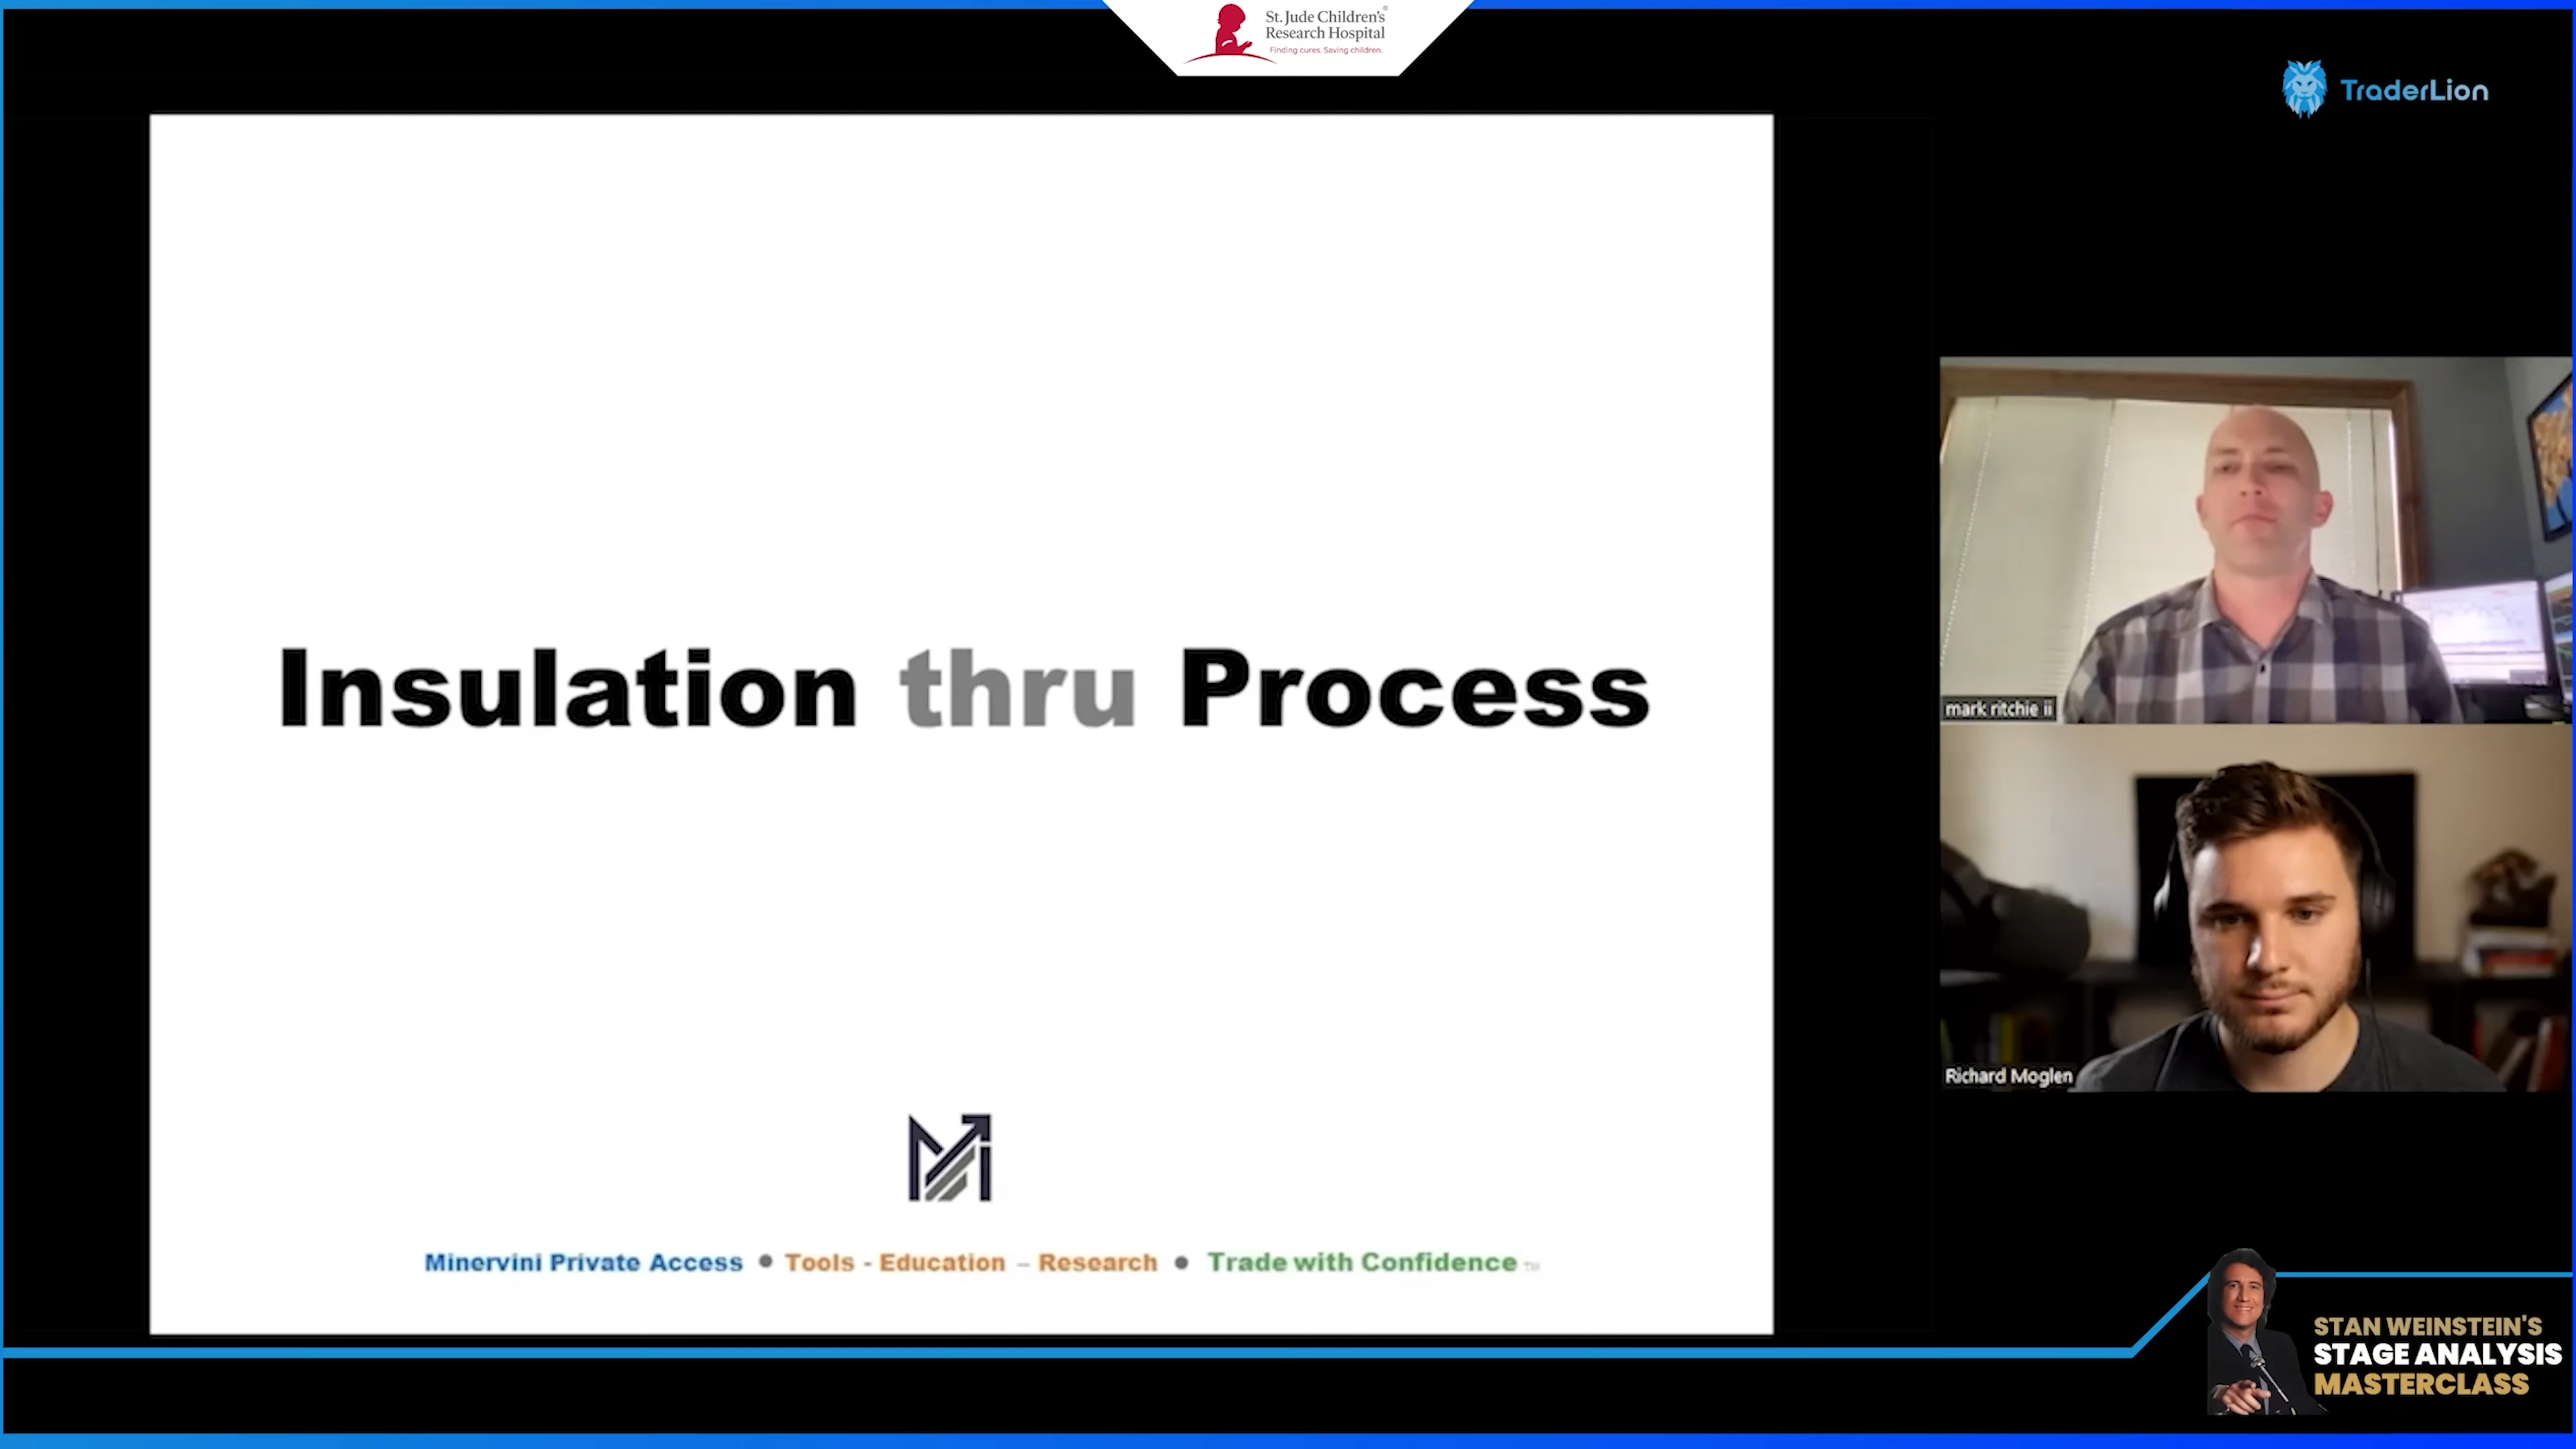 St. Jude Children's®
Research Hospital
Finding cures. Saving children.
TraderLion
Insulation thru Process
mark ritchie ii
Richard Moglen
Minervini Private Access • Tools - Education – Research • Trade with Confidence ™
STAN WEINSTEIN'S
STAGE ANALYSIS
MASTERCLASS